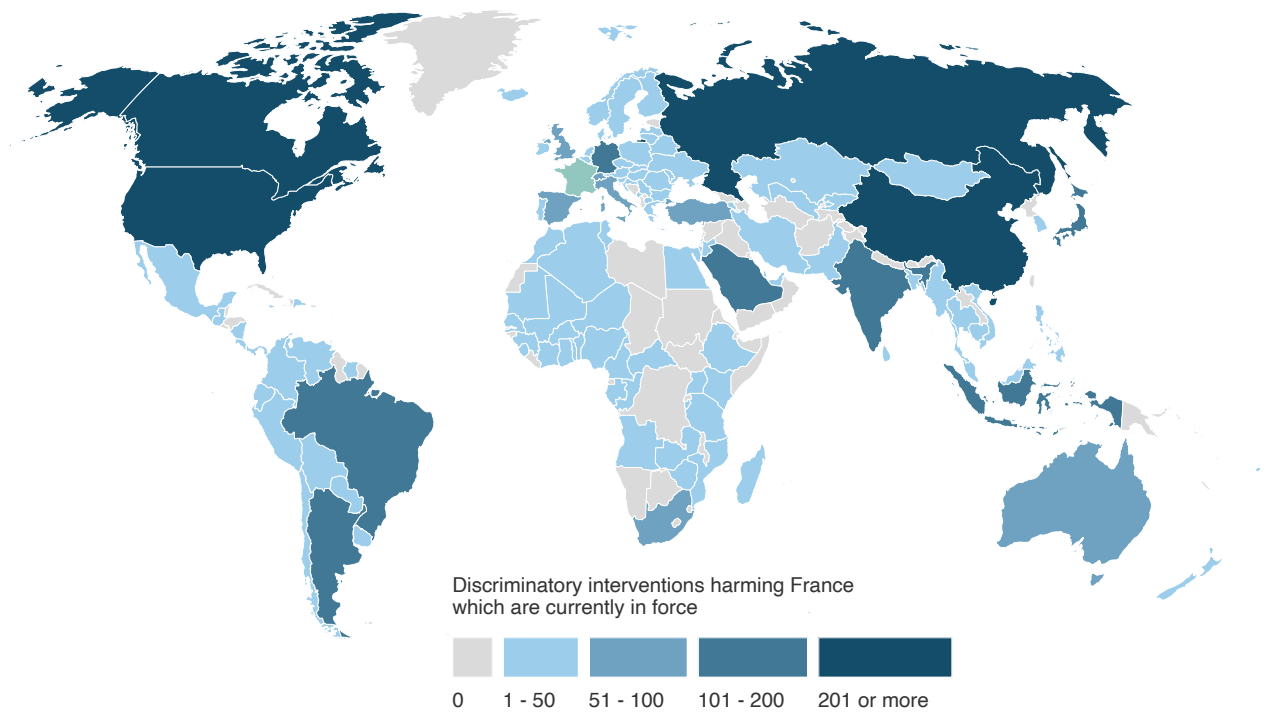 Discriminatory interventions harming France
which are currently in force
0 1 - 50 51 - 100 101 - 200 201 or more